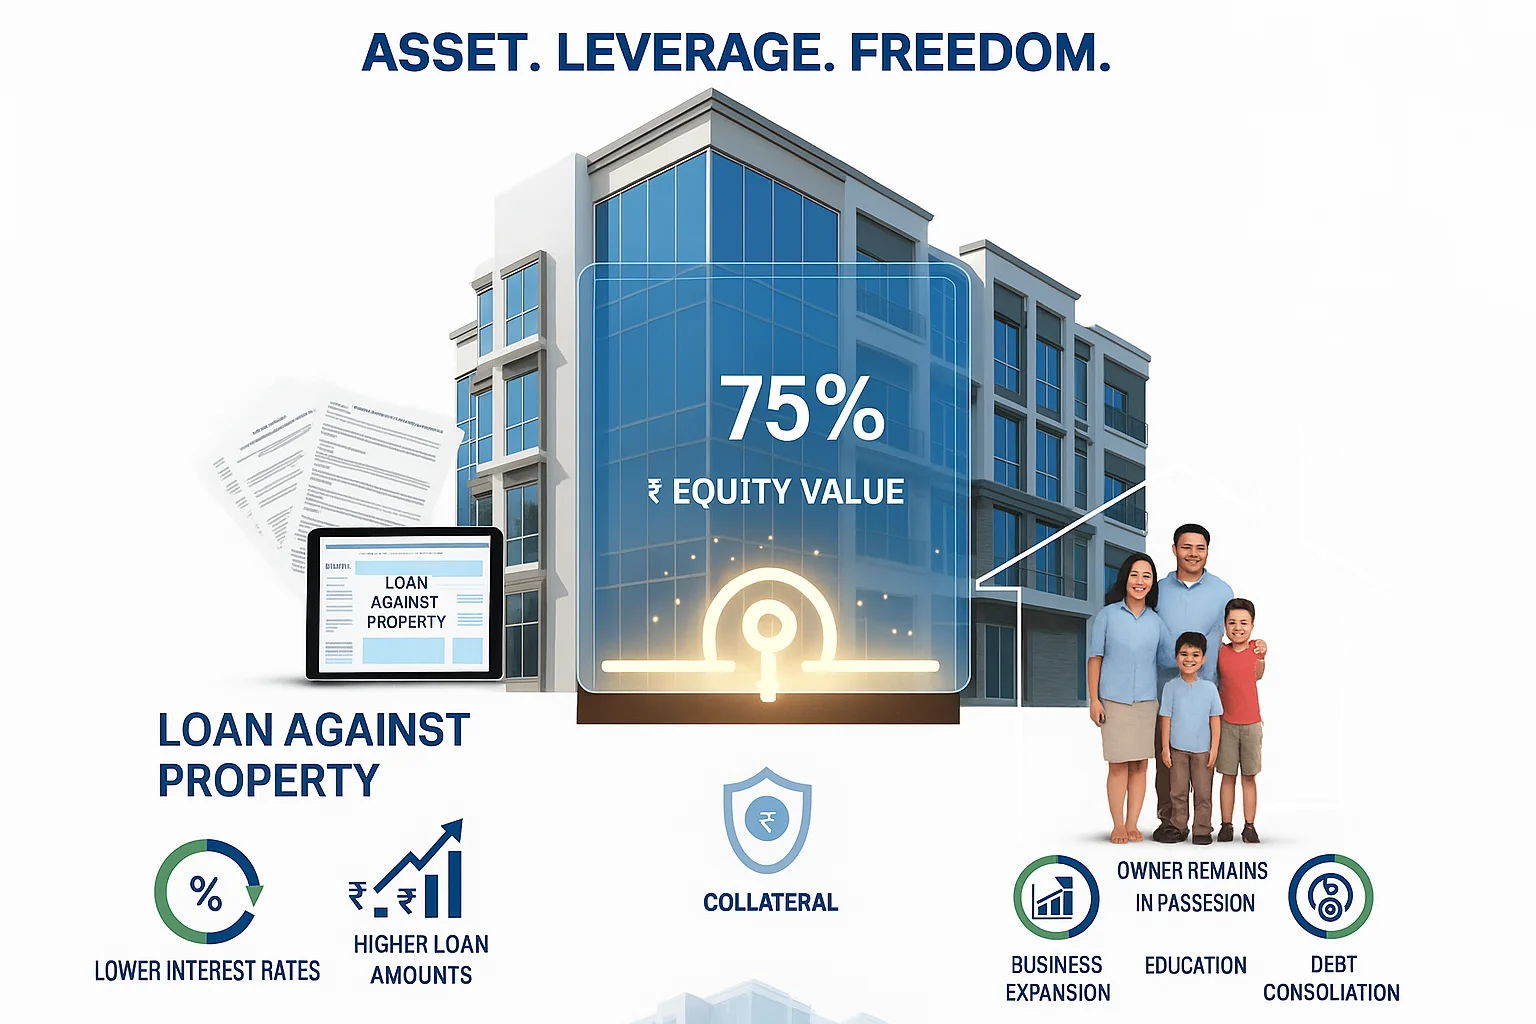 ASSET. LEVERAGE. FREEDOM.
75%
₹ EQUITY VALUE
LOAN
AGAINST
PROPERTY
LOAN AGAINST
PROPERTY
%
₹ ₹
LOWER INTEREST RATES
HIGHER LOAN
AMOUNTS
₹
COLLATERAL
OWNER REMAINS
IN PASSESION
BUSINESS
EXPANSION
EDUCATION
DEBT
CONSOLIATION